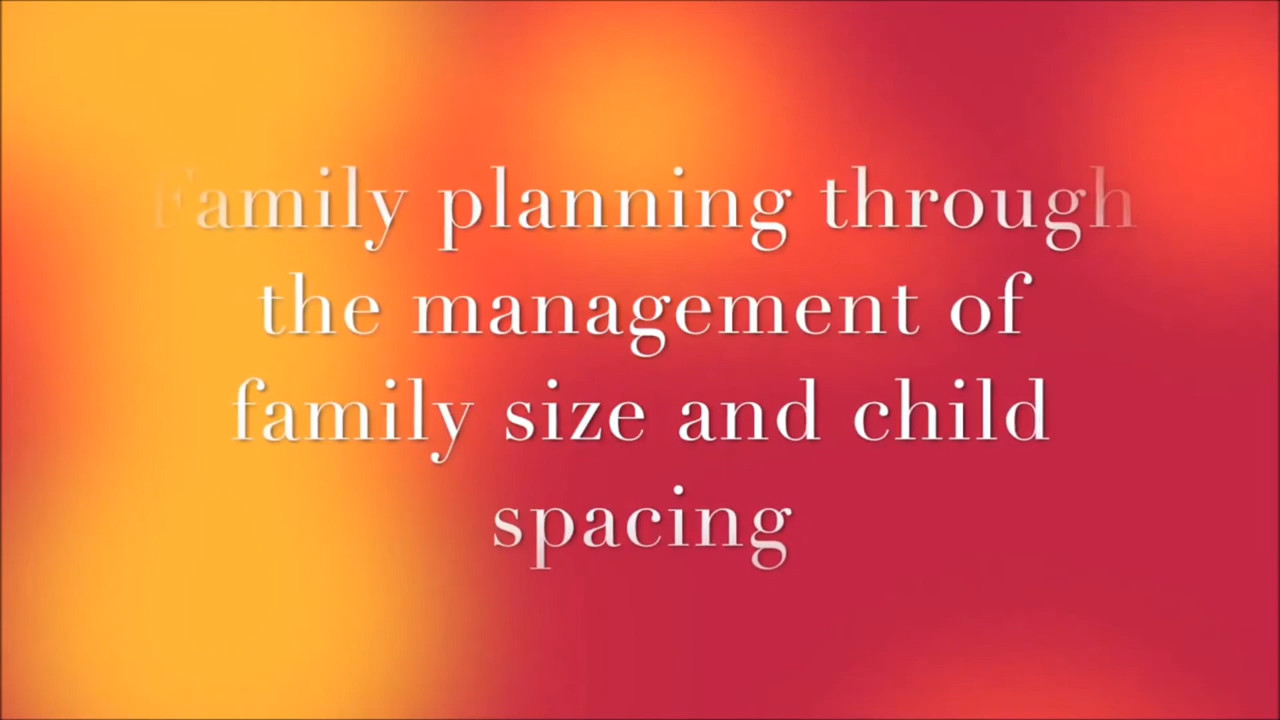 Family planning through
the management of
family size and child
spacing